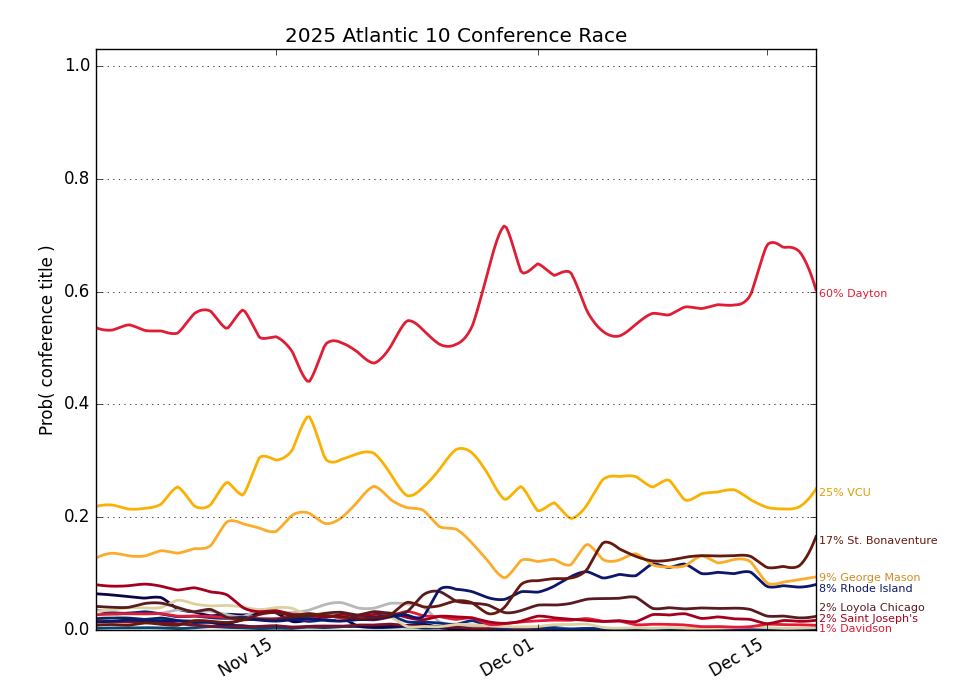 2025 Atlantic 10 Conference Race
Prob( conference title )
1.0
0.8
0.6
0.4
0.2
0.0
Nov 15
Dec 01
Dec 15
60% Dayton
25% VCU
17% St. Bonaventure
9% George Mason
8% Rhode Island
2% Loyola Chicago
2% Saint Joseph's
1% Davidson